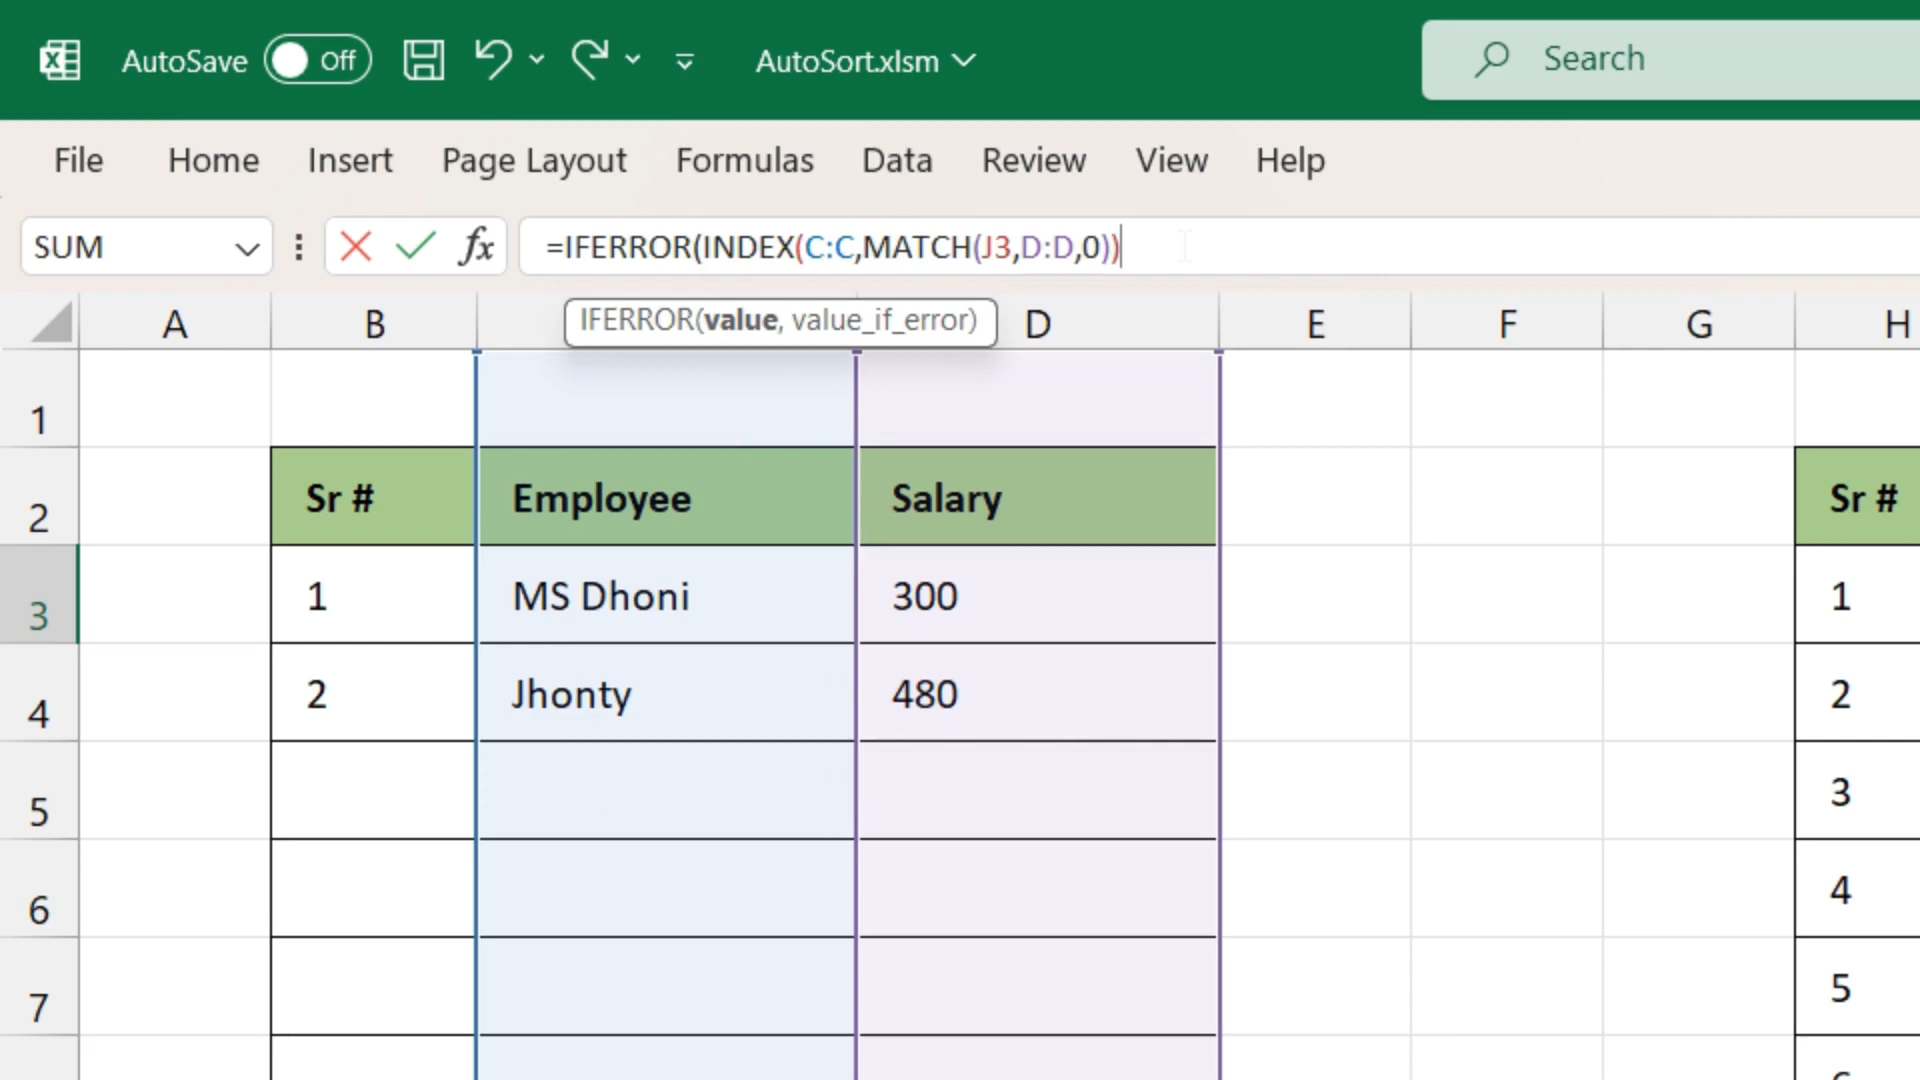 AutoSave Off AutoSort.xlsm Search
File Home Insert Page Layout Formulas Data Review View Help
SUM fx =IFERROR(INDEX(C:C,MATCH(J3,D:D,0))
IFERROR(value, value_if_error)
A B D E F G H
1
2 Sr # Employee Salary Sr #
3 1 MS Dhoni 300 1
4 2 Jhonty 480 2
5 3
6 4
7 5